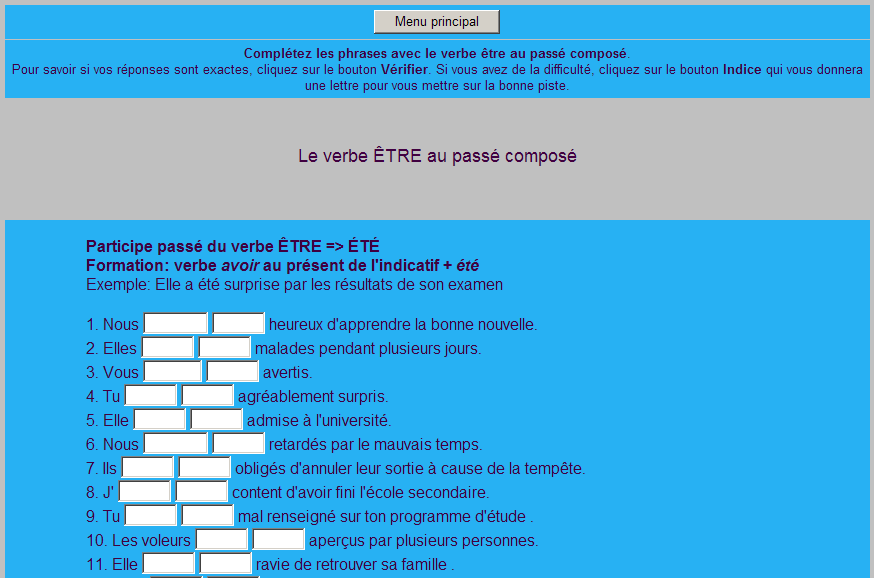 Menu principal
Complétez les phrases avec le verbe être au passé composé.
Pour savoir si vos réponses sont exactes, cliquez sur le bouton Vérifier. Si vous avez de la difficulté, cliquez sur le bouton Indice qui vous donnera
une lettre pour vous mettre sur la bonne piste.
Le verbe ÊTRE au passé composé
Participe passé du verbe ÊTRE => ÉTÉ
Formation: verbe avoir au présent de l'indicatif + été
Exemple: Elle a été surprise par les résultats de son examen
1. Nous heureux d'apprendre la bonne nouvelle.
2. Elles malades pendant plusieurs jours.
3. Vous avertis.
4. Tu agréablement surpris.
5. Elle admise à l'université.
6. Nous retardés par le mauvais temps.
7. Ils obligés d'annuler leur sortie à cause de la tempête.
8. J' content d'avoir fini l'école secondaire.
9. Tu mal renseigné sur ton programme d'étude .
10. Les voleurs aperçus par plusieurs personnes.
11. Elle ravie de retrouver sa famille .